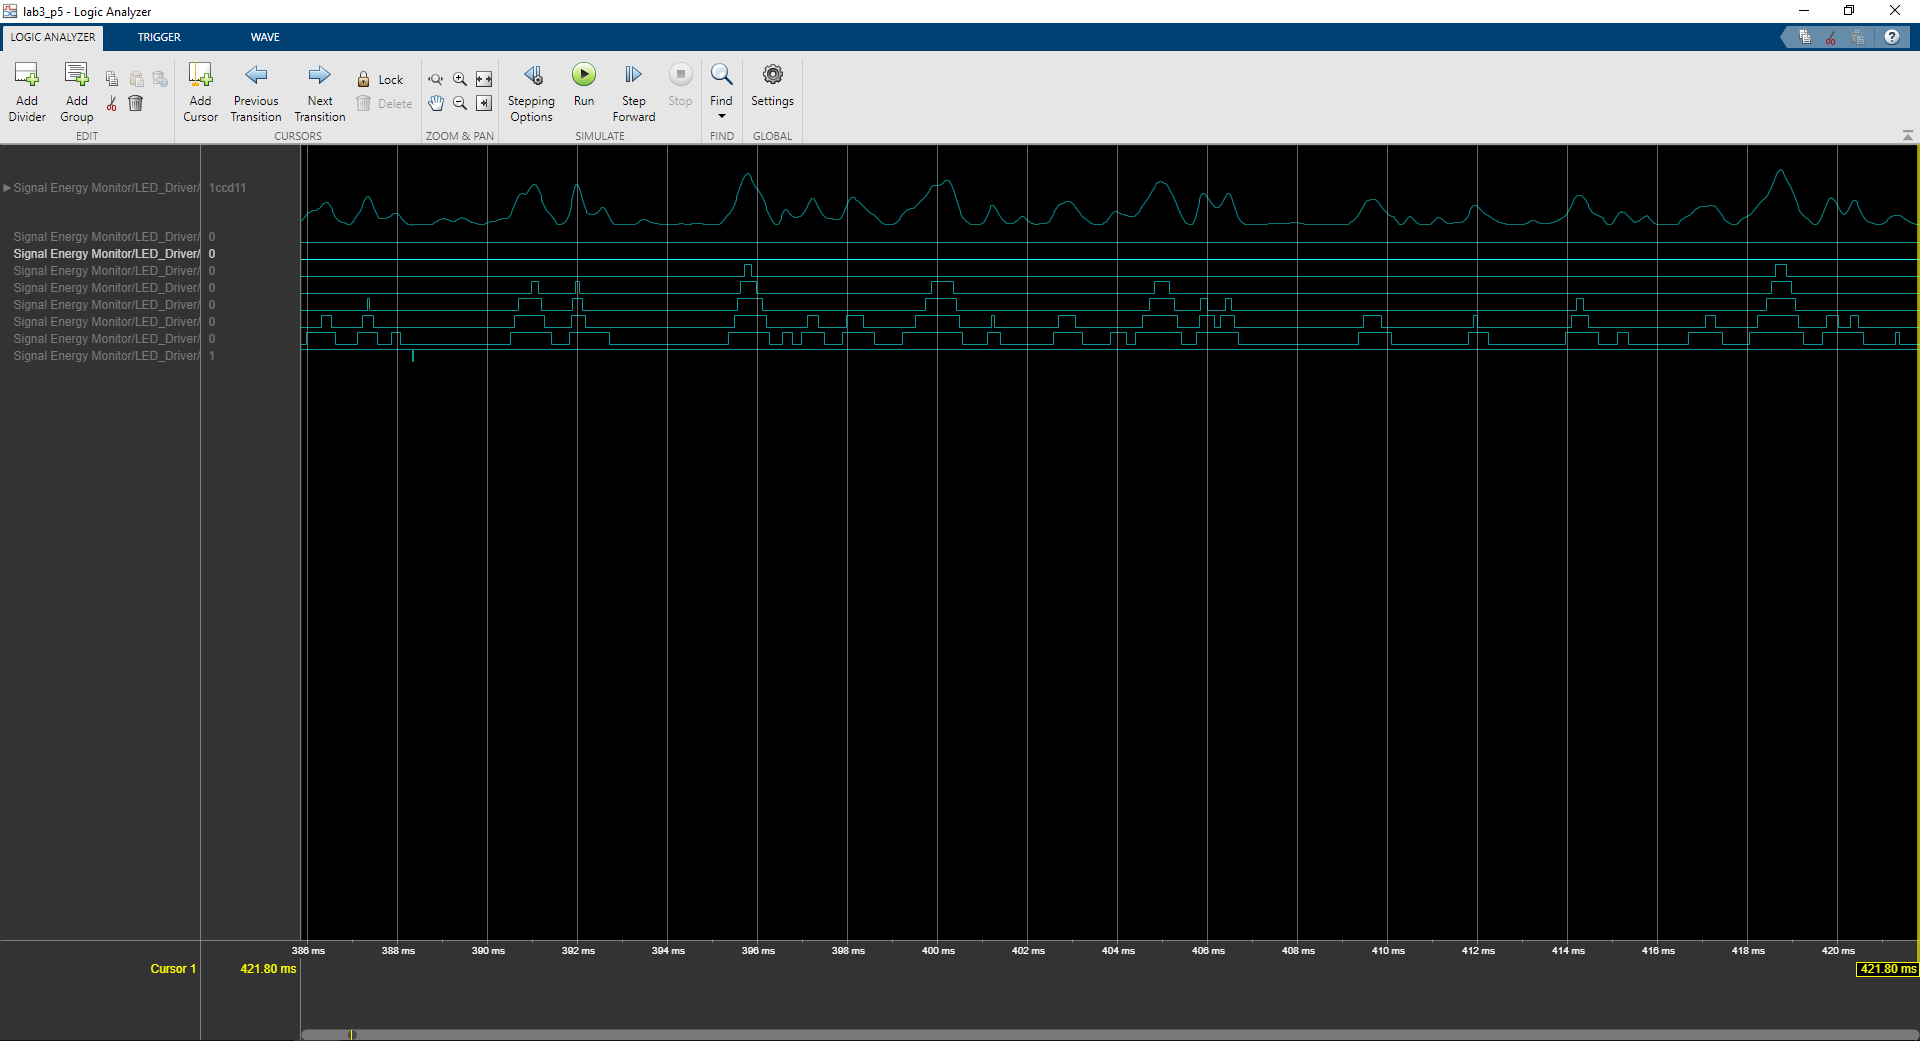 lab3_p5 - Logic Analyzer
LOGIC ANALYZER TRIGGER WAVE
Add Divider
Add Group
Add Cursor
Previous Transition
Next Transition
Lock
Delete
Stepping Options
Run
Step Forward
Stop
Find
Settings
EDIT CURSORS ZOOM & PAN SIMULATE FIND GLOBAL
Signal Energy Monitor/LED_Driver/ 1ccd11
Signal Energy Monitor/LED_Driver/ 0
Signal Energy Monitor/LED_Driver/ 0
Signal Energy Monitor/LED_Driver/ 0
Signal Energy Monitor/LED_Driver/ 0
Signal Energy Monitor/LED_Driver/ 0
Signal Energy Monitor/LED_Driver/ 0
Signal Energy Monitor/LED_Driver/ 0
Signal Energy Monitor/LED_Driver/ 1
386 ms 388 ms 390 ms 392 ms 394 ms 396 ms 398 ms 400 ms 402 ms 404 ms 406 ms 408 ms 410 ms 412 ms 414 ms 416 ms 418 ms 420 ms
Cursor 1 421.80 ms 421.80 ms